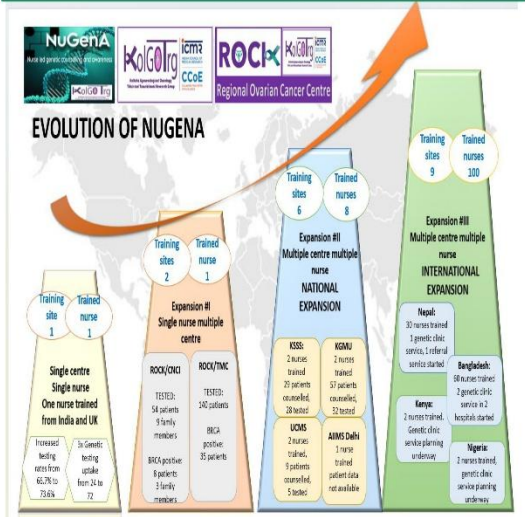 NuGenA
Nurse led genetic counselling and awareness
KolGOTrg
KolGOTrg
icmr
CCoE
ROCk
KolGOTrg
icmr
CCoE
Regional Ovarian Cancer Centre
EVOLUTION OF NUGENA
Training
site
1
Trained
nurse
1
Single centre
Single nurse
One nurse trained
from India and UK
Increased
testing
rates from
65.7% to
73.6%
3x Genetic
testing
uptake
from 24 to
72
Training
sites
2
Trained
nurse
1
Expansion #I
Single nurse multiple
centre
ROCK/CNCI
TESTED:
54 patients
9 family
members
BRCA
positive:
8 patients
3 family
members
ROCK/TMC
TESTED:
140 patients
BRCA
positive:
35 patients
Training
sites
6
Trained
nurses
8
Expansion #II
Multiple centre multiple
nurse
NATIONAL
EXPANSION
KSSS:
2 nurses
trained
29 patients
counselled,
28 tested
KGMU
2 nurses
trained
57 patients
counselled,
32 tested
UCMS
2 nurses
trained,
9 patients
counselled,
5 tested
AIIMS Delhi
1 nurse
trained
patient data
not available
Training
sites
9
Trained
nurses
100
Expansion #III
Multiple centre multiple
nurse
INTERNATIONAL
EXPANSION
Nepal:
30 nurses trained
1 genetic clinic
service, 1 referral
service started
Bangladesh:
60 nurses trained
2 genetic clinic
service in 2
hospitals started
Kenya:
2 nurses trained,
Genetic clinic
service planning
underway
Nigeria:
2 nurses trained,
genetic clinic
service planning
underway